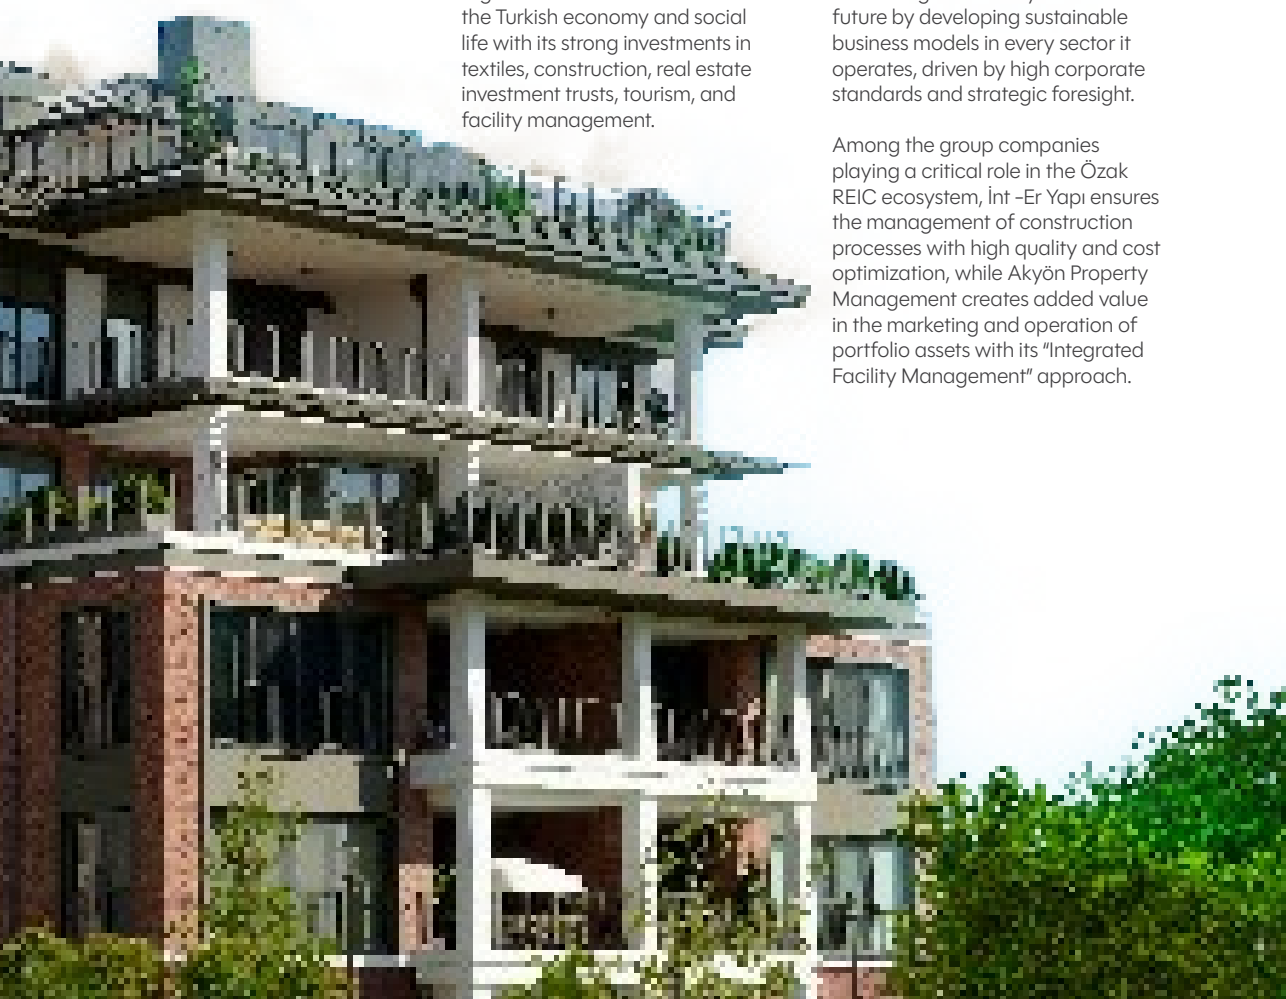 the Turkish economy and social
life with its strong investments in
textiles, construction, real estate
investment trusts, tourism, and
facility management.
future by developing sustainable
business models in every sector it
operates, driven by high corporate
standards and strategic foresight.
Among the group companies
playing a critical role in the Özak
REIC ecosystem, İnt -Er Yapı ensures
the management of construction
processes with high quality and cost
optimization, while Akyön Property
Management creates added value
in the marketing and operation of
portfolio assets with its “Integrated
Facility Management” approach.